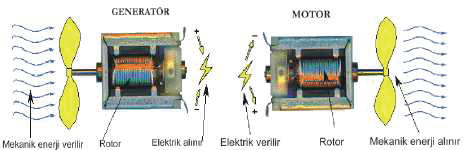 GENERATÖR
MOTOR
+
-
-
+
Mekanik enerji verilir
Rotor
Elektrik alınır
Elektrik verilir
Rotor
Mekanik enerji alınır